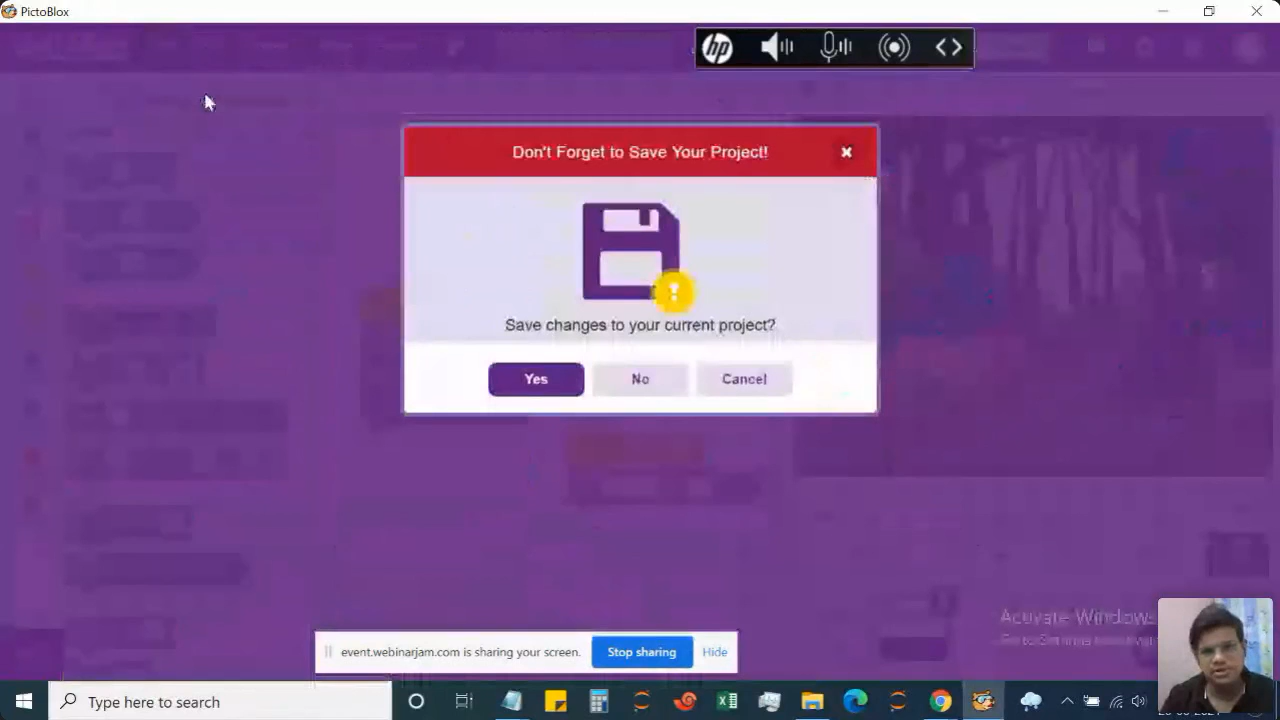 PictoBlox
hp
Don't Forget to Save Your Project!
Save changes to your current project?
Yes
No
Cancel
Activate Windows
event.webinarjam.com is sharing your screen.
Stop sharing
Hide
Type here to search